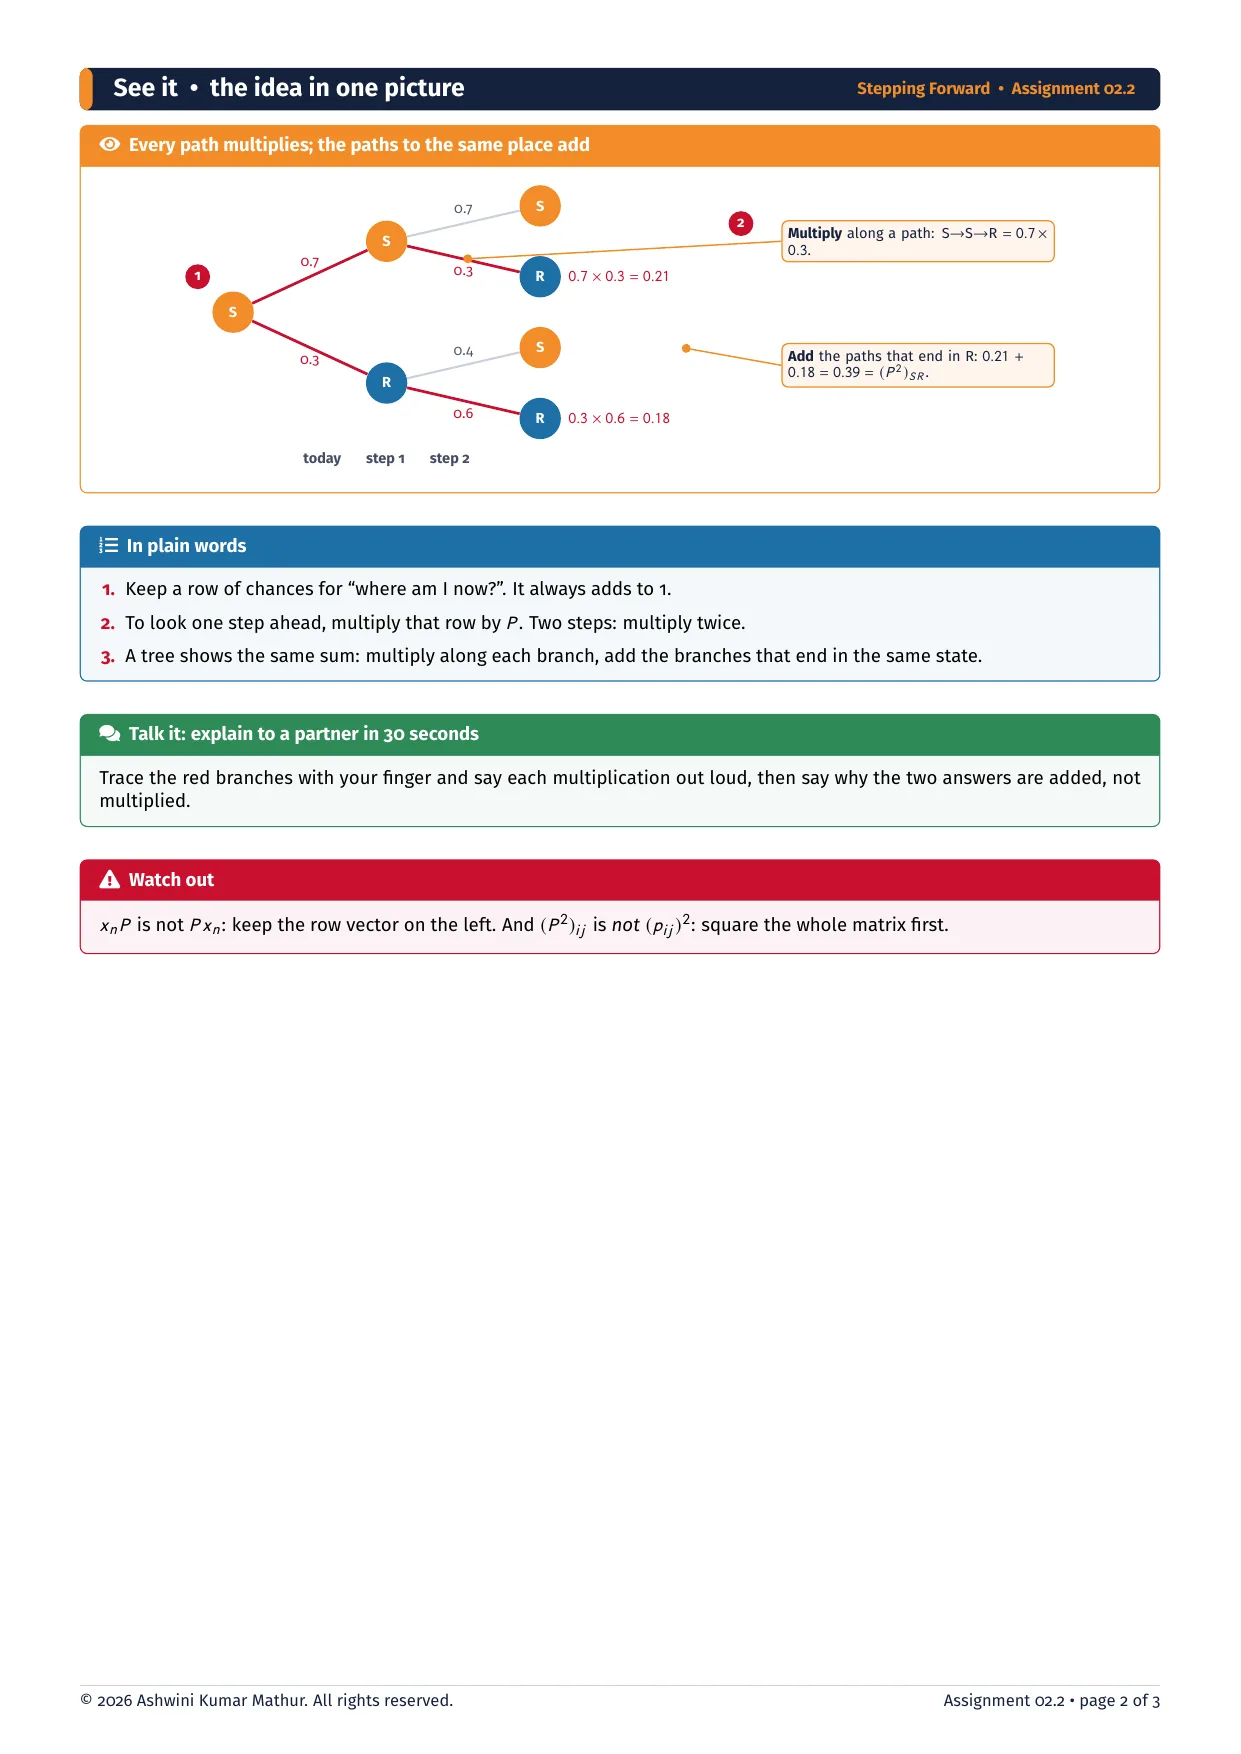 See it • the idea in one picture
Stepping Forward • Assignment 02.2
Every path multiplies; the paths to the same place add
1
2
S
0.7
0.3
S
R
0.7
0.3
0.4
0.6
S
R
S
R
0.7 × 0.3 = 0.21
0.3 × 0.6 = 0.18
Multiply along a path: S→S→R = 0.7 ×
0.3.
Add the paths that end in R: 0.21 +
0.18 = 0.39 = (P²)_{SR}.
today step 1 step 2
In plain words
1. Keep a row of chances for “where am I now?”. It always adds to 1.
2. To look one step ahead, multiply that row by P. Two steps: multiply twice.
3. A tree shows the same sum: multiply along each branch, add the branches that end in the same state.
Talk it: explain to a partner in 30 seconds
Trace the red branches with your finger and say each multiplication out loud, then say why the two answers are added, not
multiplied.
Watch out
x_nP is not Px_n: keep the row vector on the left. And (P²)_{ij} is not (p_{ij})²: square the whole matrix first.
© 2026 Ashwini Kumar Mathur. All rights reserved.
Assignment 02.2 • page 2 of 3